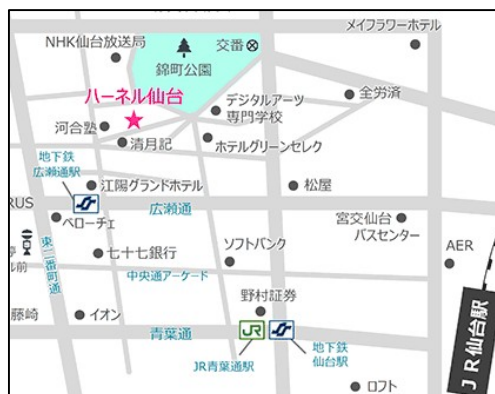 メイフラワーホテル
NHK仙台放送局
交番
錦町公園
ハーネル仙台
デジタルアーツ
専門学校
全労済
河合塾
清月記
ホテルグリーンセレク
地下鉄
広瀬通駅
江陽グランドホテル
松屋
RUS
広瀬通
ベローチェ
宮交仙台
バスセンター
東二番町通
七十七銀行
ソフトバンク
AER
ル前
中央通アーケード
藤崎
イオン
野村証券
青葉通
JR
JR青葉通駅
地下鉄
仙台駅
JR仙台駅
ロフト